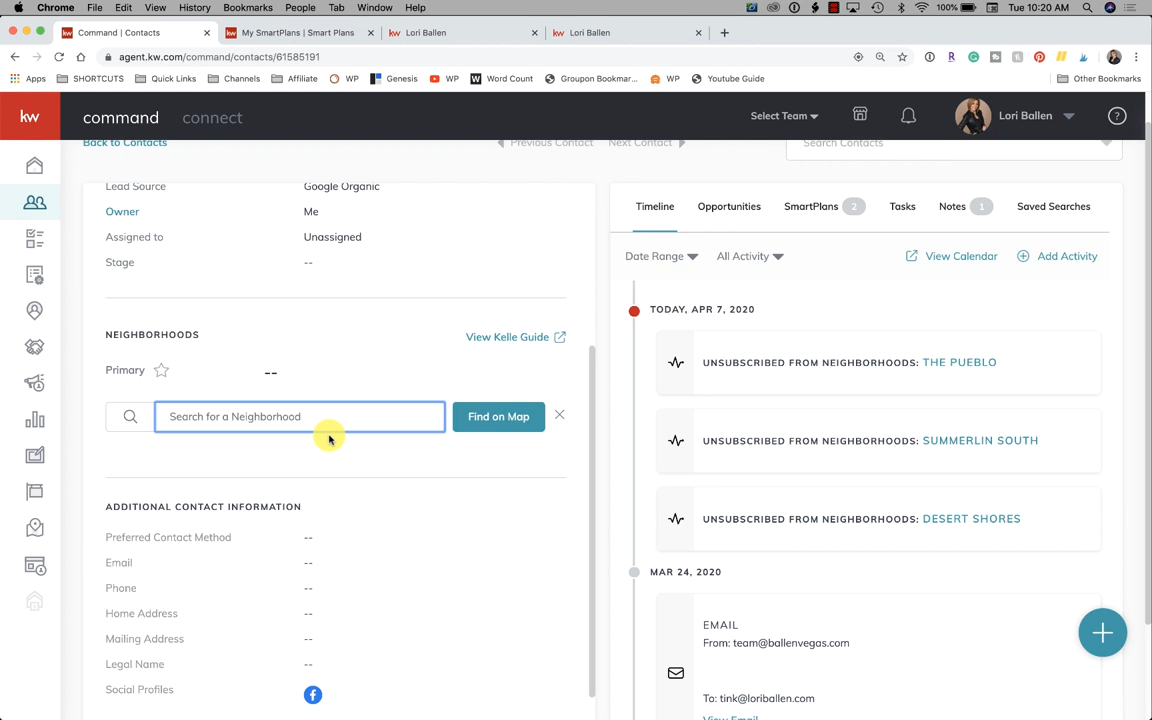 Chrome File Edit View History Bookmarks People Tab Window Help 100% Tue 10:20 AM
Command | Contacts My SmartPlans | Smart Plans kw Lori Ballen kw Lori Ballen
agent.kw.com/command/contacts/61585191
Apps SHORTCUTS Quick Links Channels Affiliate WP Genesis WP Word Count Groupon Bookmar... WP Youtube Guide Other Bookmarks
kw command connect Select Team Lori Ballen ?
Back to Contacts Previous Contact Next Contact Search Contacts
Lead Source Google Organic
Owner Me
Assigned to Unassigned
Stage --
NEIGHBORHOODS View Kelle Guide
Primary --
Search for a Neighborhood Find on Map
ADDITIONAL CONTACT INFORMATION
Preferred Contact Method --
Email --
Phone --
Home Address --
Mailing Address --
Legal Name --
Social Profiles
Timeline Opportunities SmartPlans 2 Tasks Notes 1 Saved Searches
Date Range All Activity View Calendar Add Activity
TODAY, APR 7, 2020
UNSUBSCRIBED FROM NEIGHBORHOODS: THE PUEBLO
UNSUBSCRIBED FROM NEIGHBORHOODS: SUMMERLIN SOUTH
UNSUBSCRIBED FROM NEIGHBORHOODS: DESERT SHORES
MAR 24, 2020
EMAIL
From: team@ballenvegas.com
To: tink@loriballen.com
View Email